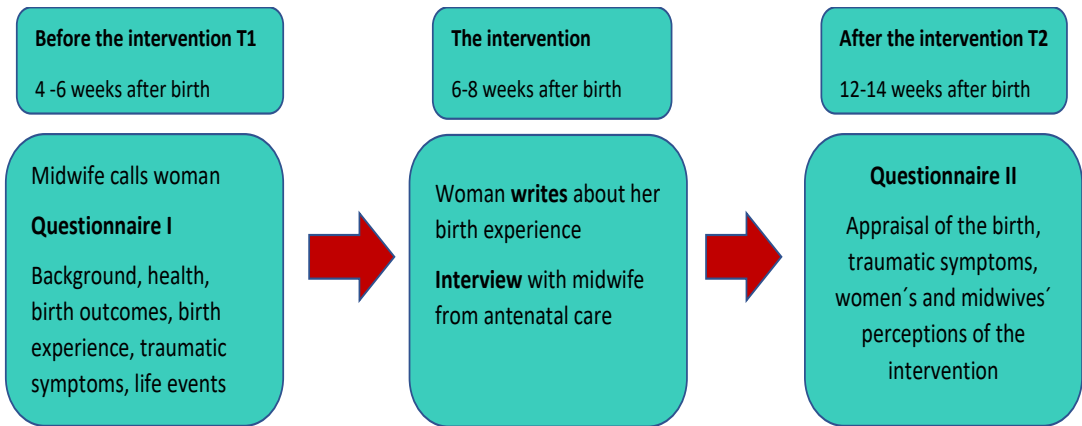 Before the intervention T1
4 -6 weeks after birth
Midwife calls woman
Questionnaire I
Background, health,
birth outcomes, birth
experience, traumatic
symptoms, life events
The intervention
6-8 weeks after birth
Woman writes about her
birth experience
Interview with midwife
from antenatal care
After the intervention T2
12-14 weeks after birth
Questionnaire II
Appraisal of the birth,
traumatic symptoms,
women´s and midwives´
perceptions of the
intervention